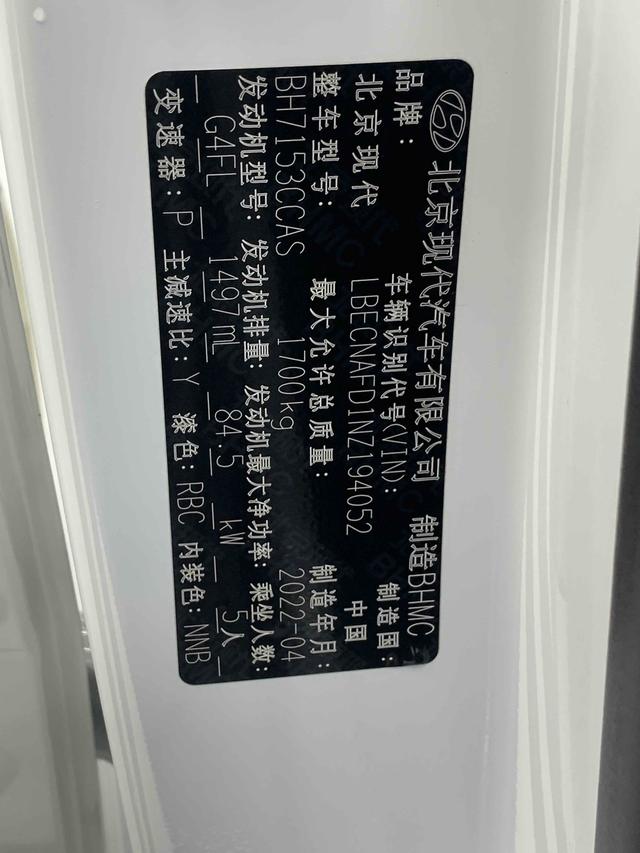 北京现代汽车有限公司 制造BHMC
品牌: 车辆识别代号(VIN): 制造国:
北京现代 LBECNAFD1NZ194052 中国
整车型号: 最大允许总质量: 制造年月:
BH7153CCAS 1700kg 2022-04
发动机型号: 发动机排量: 发动机最大净功率: 乘坐人数:
G4FL 1497mL 84.5 kW 5人
变速器: P 主减速比: Y 漆色: RBC 内装色: NNB